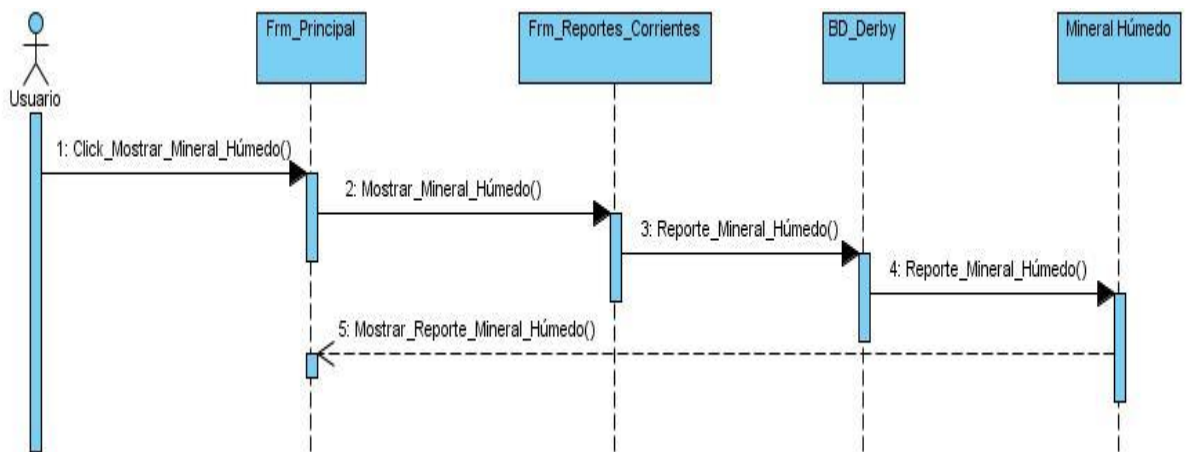 Frm_Principal
Frm_Reportes_Corrientes
BD_Derby
Mineral Húmedo
Usuario
1: Click_Mostrar_Mineral_Húmedo()
2: Mostrar_Mineral_Húmedo()
3: Reporte_Mineral_Húmedo()
4: Reporte_Mineral_Húmedo()
5: Mostrar_Reporte_Mineral_Húmedo()